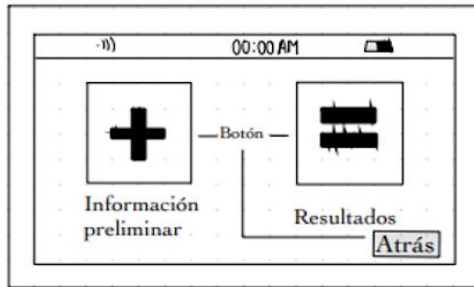 00:00 AM
Botón
Información
preliminar
Resultados
Atrás